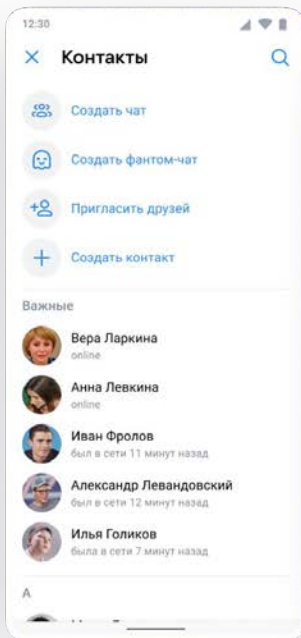 12:30
Контакты
Создать чат
Создать фантом-чат
Пригласить друзей
Создать контакт
Важные
Вера Ларкина
online
Анна Левкина
online
Иван Фролов
был в сети 11 минут назад
Александр Левандовский
был в сети 12 минут назад
Илья Голиков
была в сети 7 минут назад
А